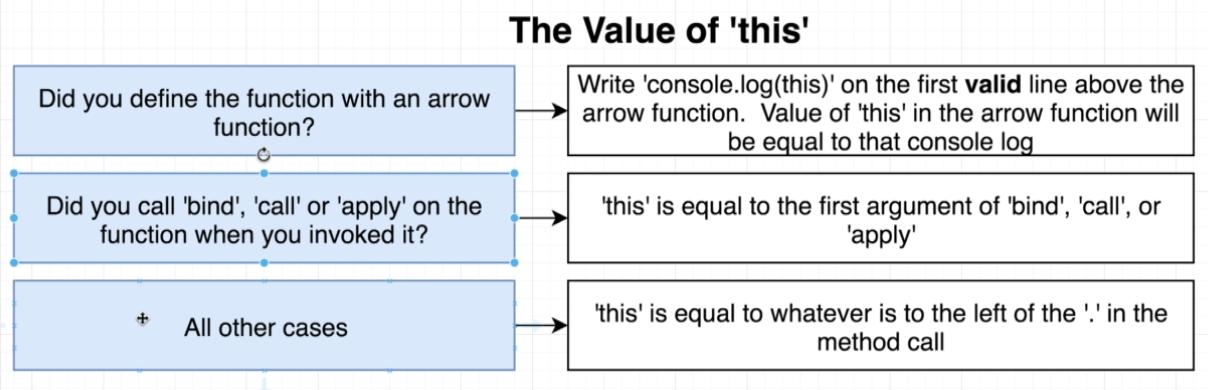 The Value of 'this'
Did you define the function with an arrow
function?
Write 'console.log(this)' on the first valid line above the
arrow function.  Value of 'this' in the arrow function will
be equal to that console log
Did you call 'bind', 'call' or 'apply' on the
function when you invoked it?
'this' is equal to the first argument of 'bind', 'call', or
'apply'
All other cases
'this' is equal to whatever is to the left of the '.' in the
method call